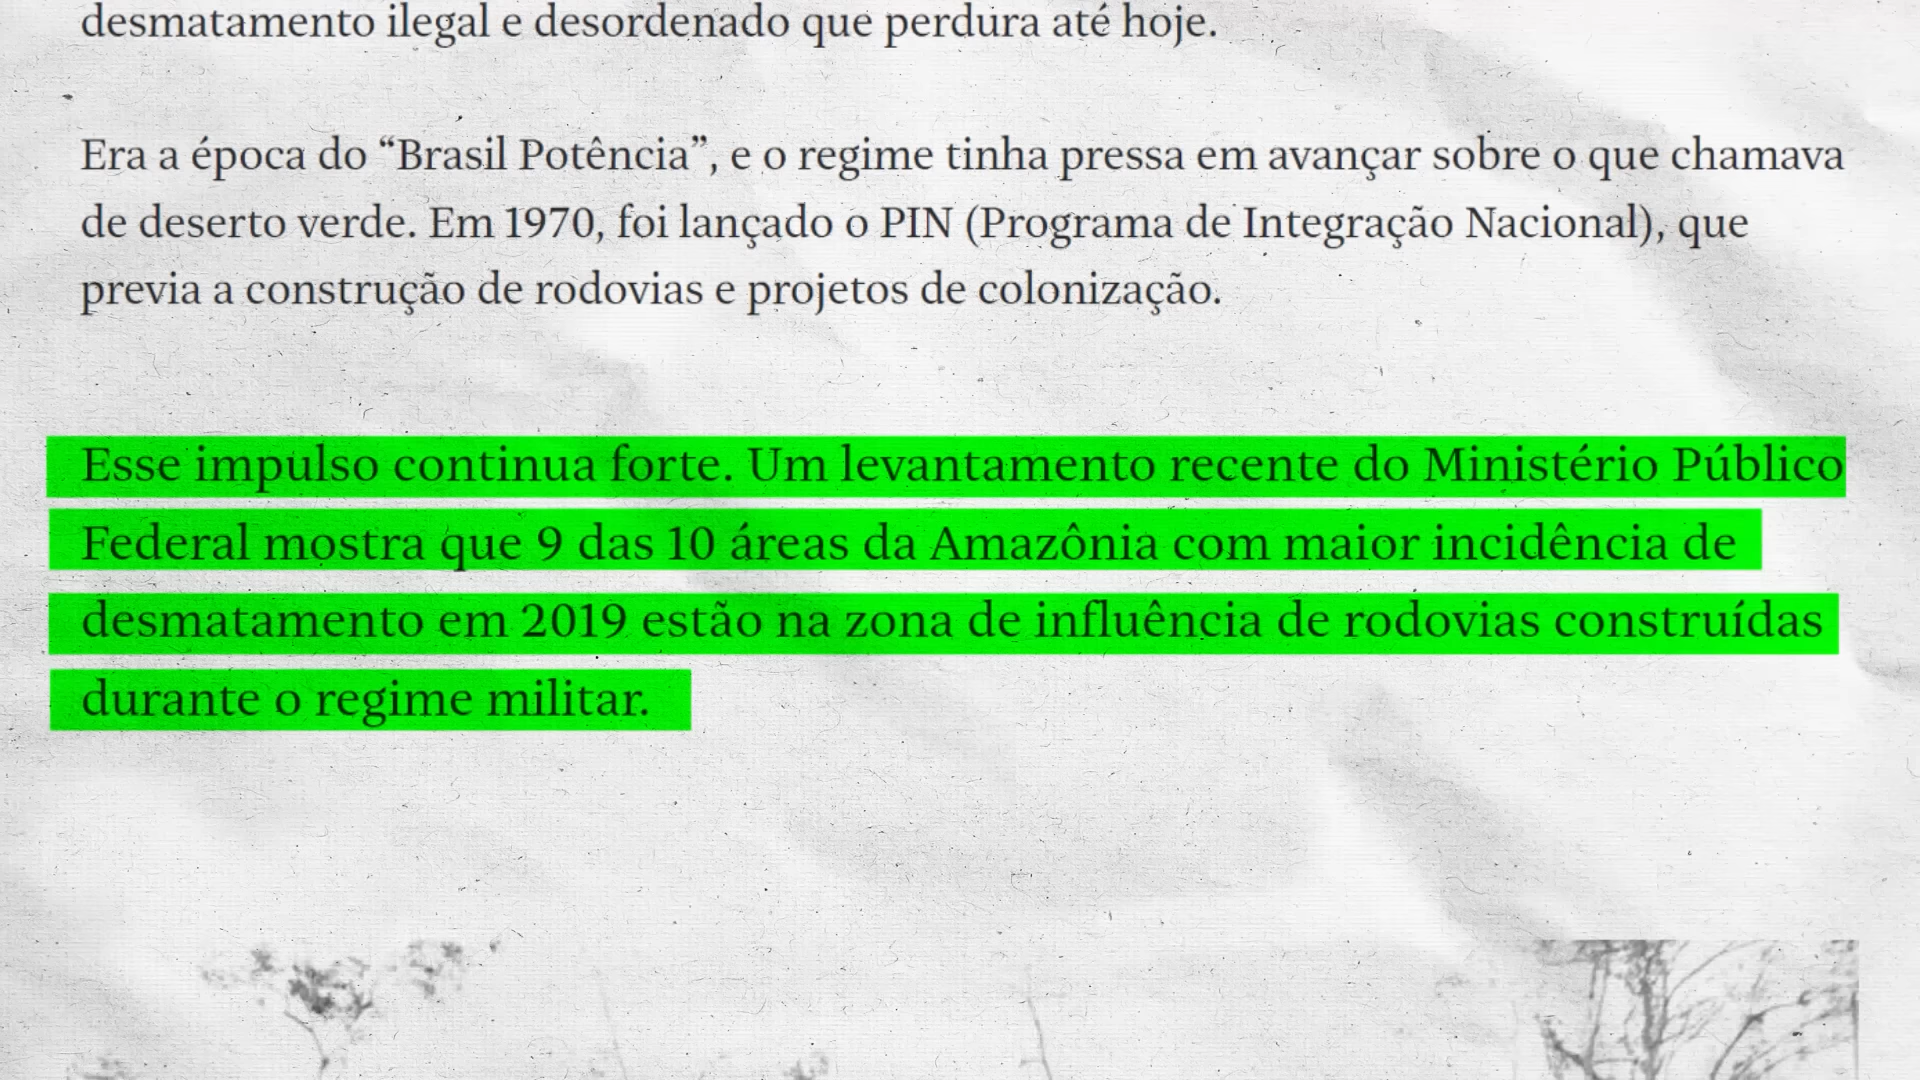 desmatamento ilegal e desordenado que perdura até hoje.
Era a época do “Brasil Potência”, e o regime tinha pressa em avançar sobre o que chamava
de deserto verde. Em 1970, foi lançado o PIN (Programa de Integração Nacional), que
previa a construção de rodovias e projetos de colonização.
Esse impulso continua forte. Um levantamento recente do Ministério Público
Federal mostra que 9 das 10 áreas da Amazônia com maior incidência de
desmatamento em 2019 estão na zona de influência de rodovias construídas
durante o regime militar.